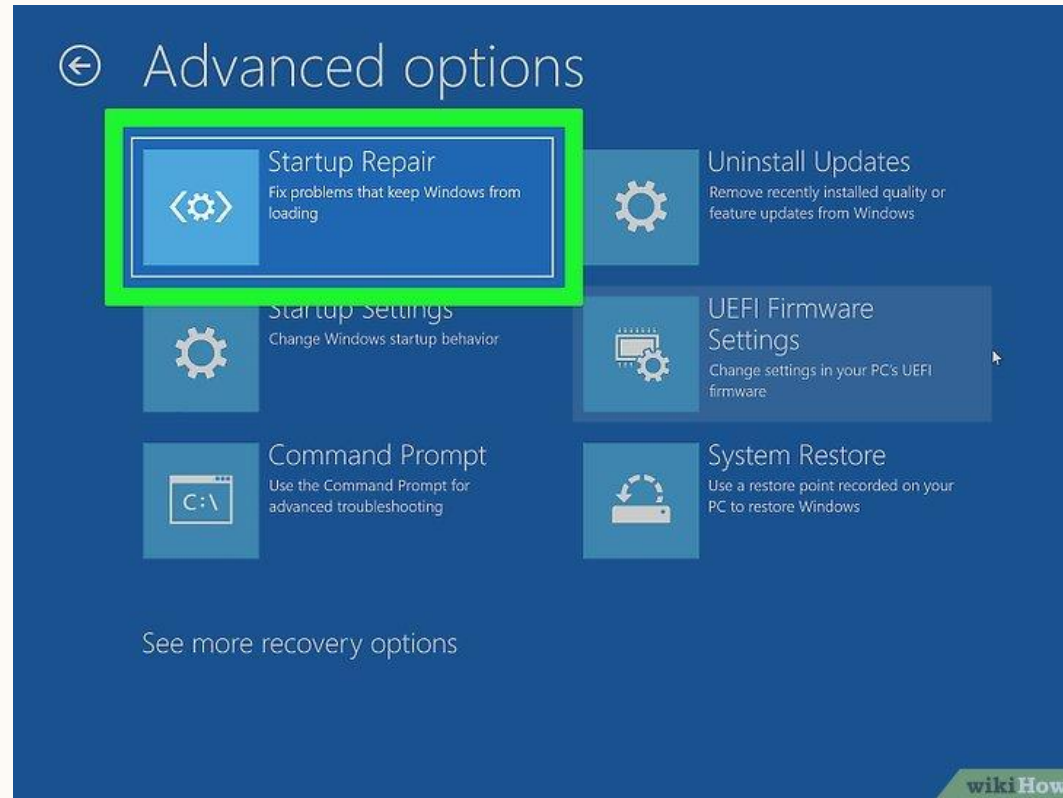 Advanced options
Startup Repair
Fix problems that keep Windows from
loading
Uninstall Updates
Remove recently installed quality or
feature updates from Windows
Startup Settings
Change Windows startup behavior
UEFI Firmware
Settings
Change settings in your PC's UEFI
firmware
Command Prompt
Use the Command Prompt for
advanced troubleshooting
C:\
System Restore
Use a restore point recorded on your
PC to restore Windows
See more recovery options
wikiHow